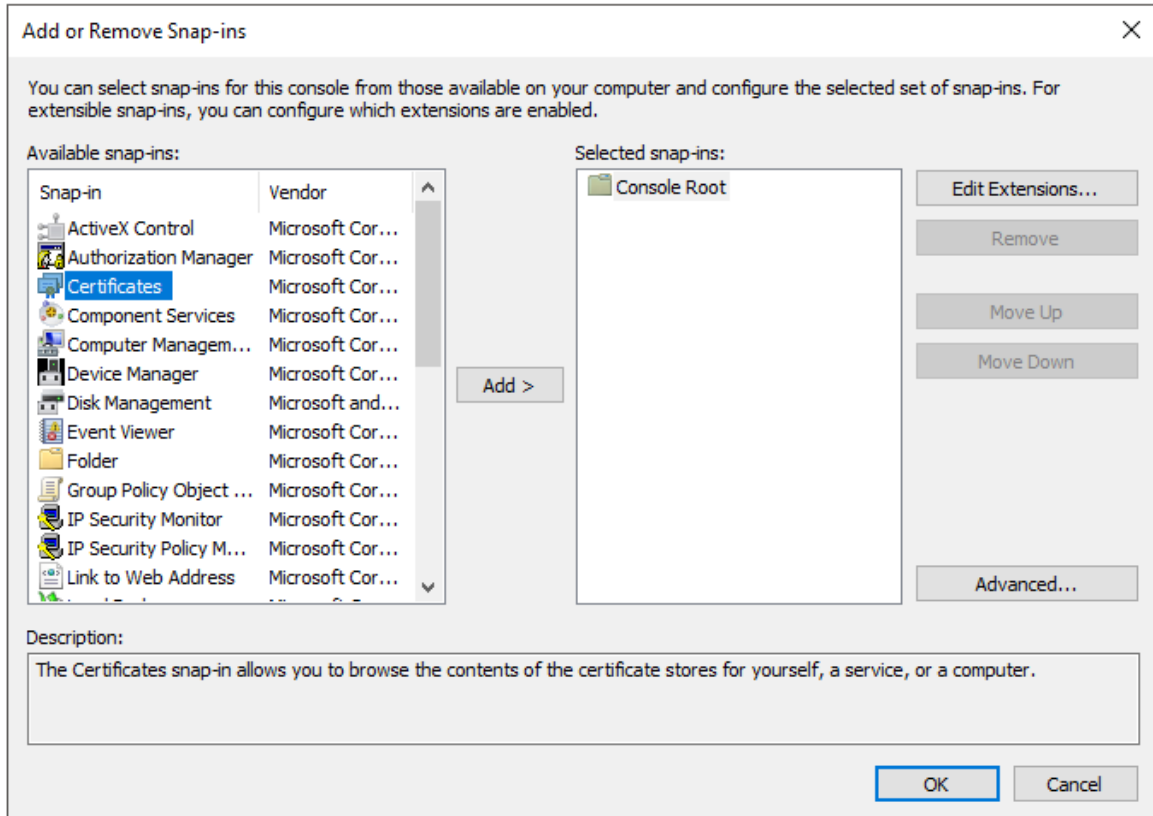 Add or Remove Snap-ins
You can select snap-ins for this console from those available on your computer and configure the selected set of snap-ins. For
extensible snap-ins, you can configure which extensions are enabled.
Available snap-ins:
Snap-in Vendor
ActiveX Control Microsoft Cor...
Authorization Manager Microsoft Cor...
Certificates Microsoft Cor...
Component Services Microsoft Cor...
Computer Managem... Microsoft Cor...
Device Manager Microsoft Cor...
Disk Management Microsoft and...
Event Viewer Microsoft Cor...
Folder Microsoft Cor...
Group Policy Object ... Microsoft Cor...
IP Security Monitor Microsoft Cor...
IP Security Policy M... Microsoft Cor...
Link to Web Address Microsoft Cor...
Add >
Selected snap-ins:
Console Root
Edit Extensions...
Remove
Move Up
Move Down
Advanced...
Description:
The Certificates snap-in allows you to browse the contents of the certificate stores for yourself, a service, or a computer.
OK Cancel